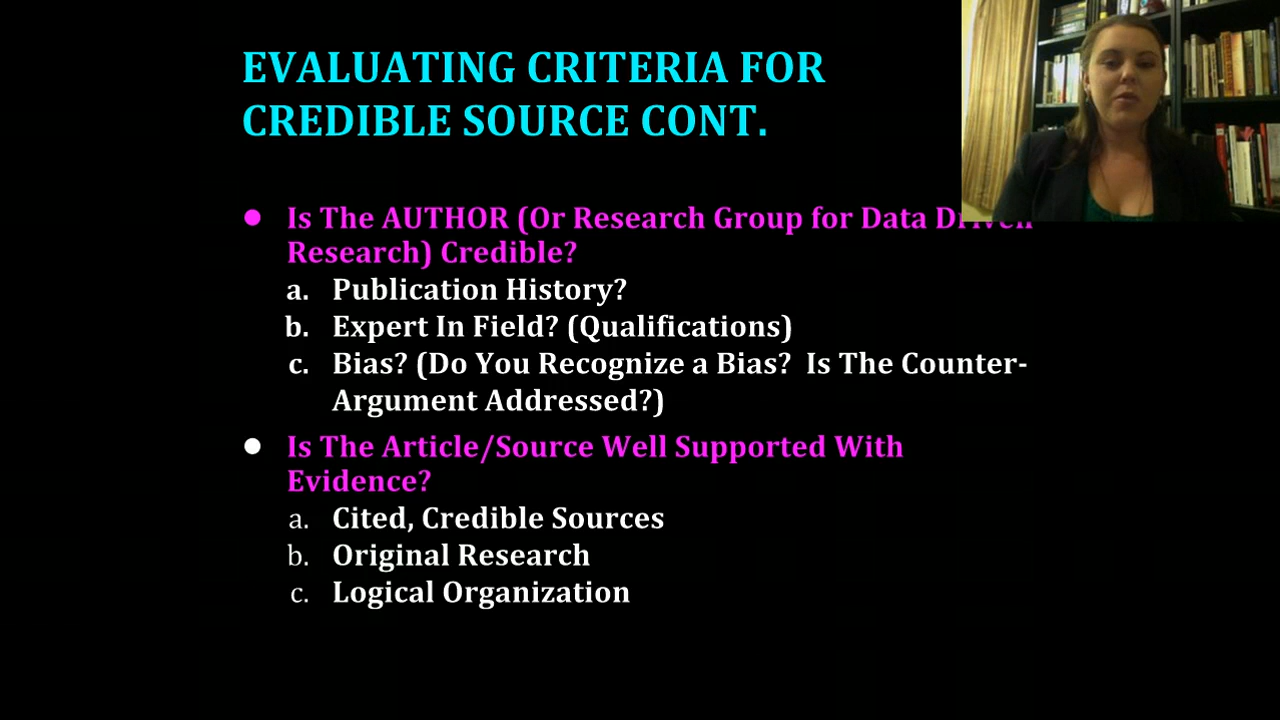 EVALUATING CRITERIA FOR
CREDIBLE SOURCE CONT.
● Is The AUTHOR (Or Research Group for Data Driven
Research) Credible?
a. Publication History?
b. Expert In Field? (Qualifications)
c. Bias? (Do You Recognize a Bias? Is The Counter-
Argument Addressed?)
● Is The Article/Source Well Supported With
Evidence?
a. Cited, Credible Sources
b. Original Research
c. Logical Organization